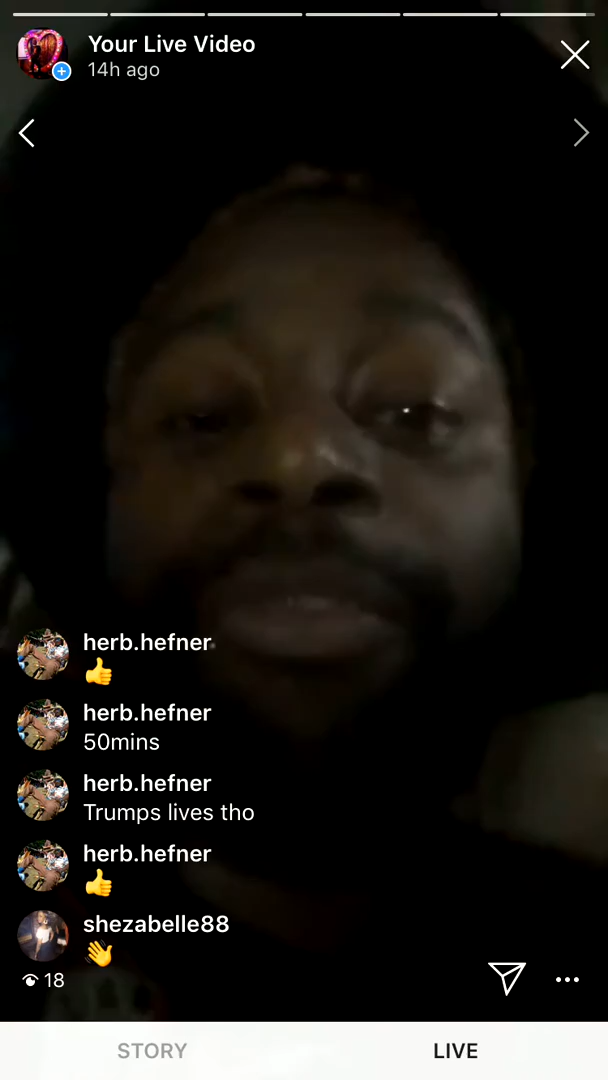 Your Live Video
14h ago
herb.hefner
👍
herb.hefner
50mins
herb.hefner
Trumps lives tho
herb.hefner
👍
shezabelle88
👋
18
STORY
LIVE